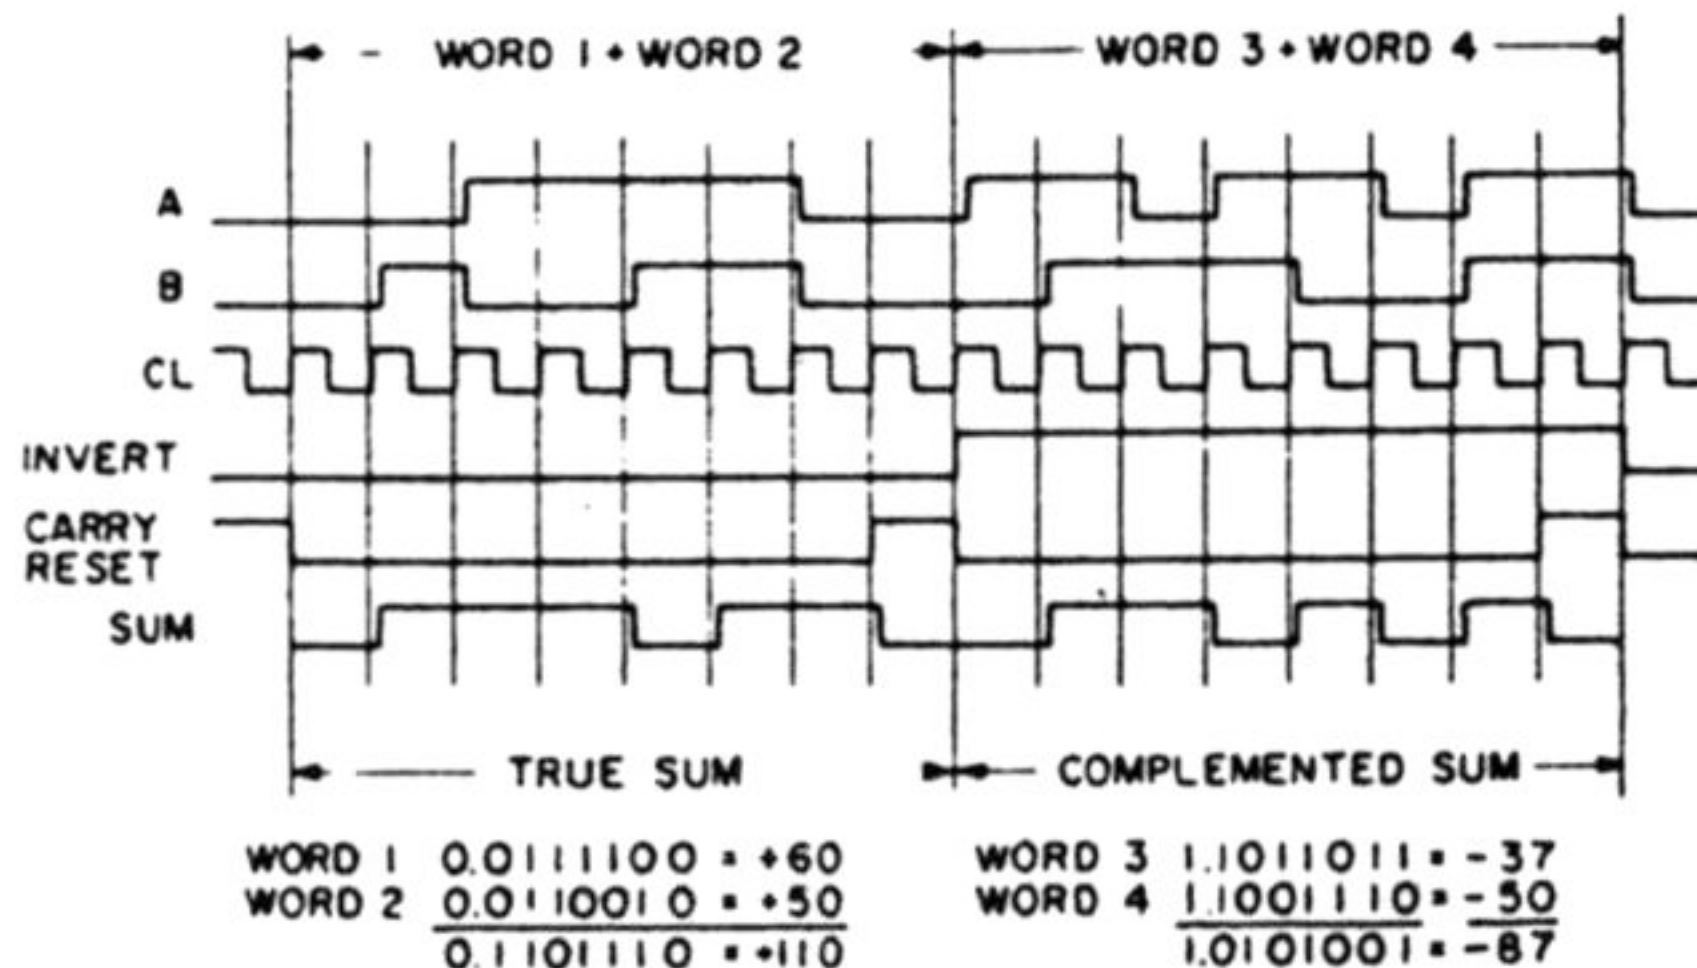 WORD 1 + WORD 2
WORD 3 + WORD 4
A
B
CL
INVERT
CARRY
RESET
SUM
TRUE SUM
COMPLEMENTED SUM
WORD 1 0.0111100 = +60
WORD 2 0.0110010 = +50
0.1101110 = +110
WORD 3 1.1011011 = -37
WORD 4 1.1001110 = -50
1.0101001 = -87